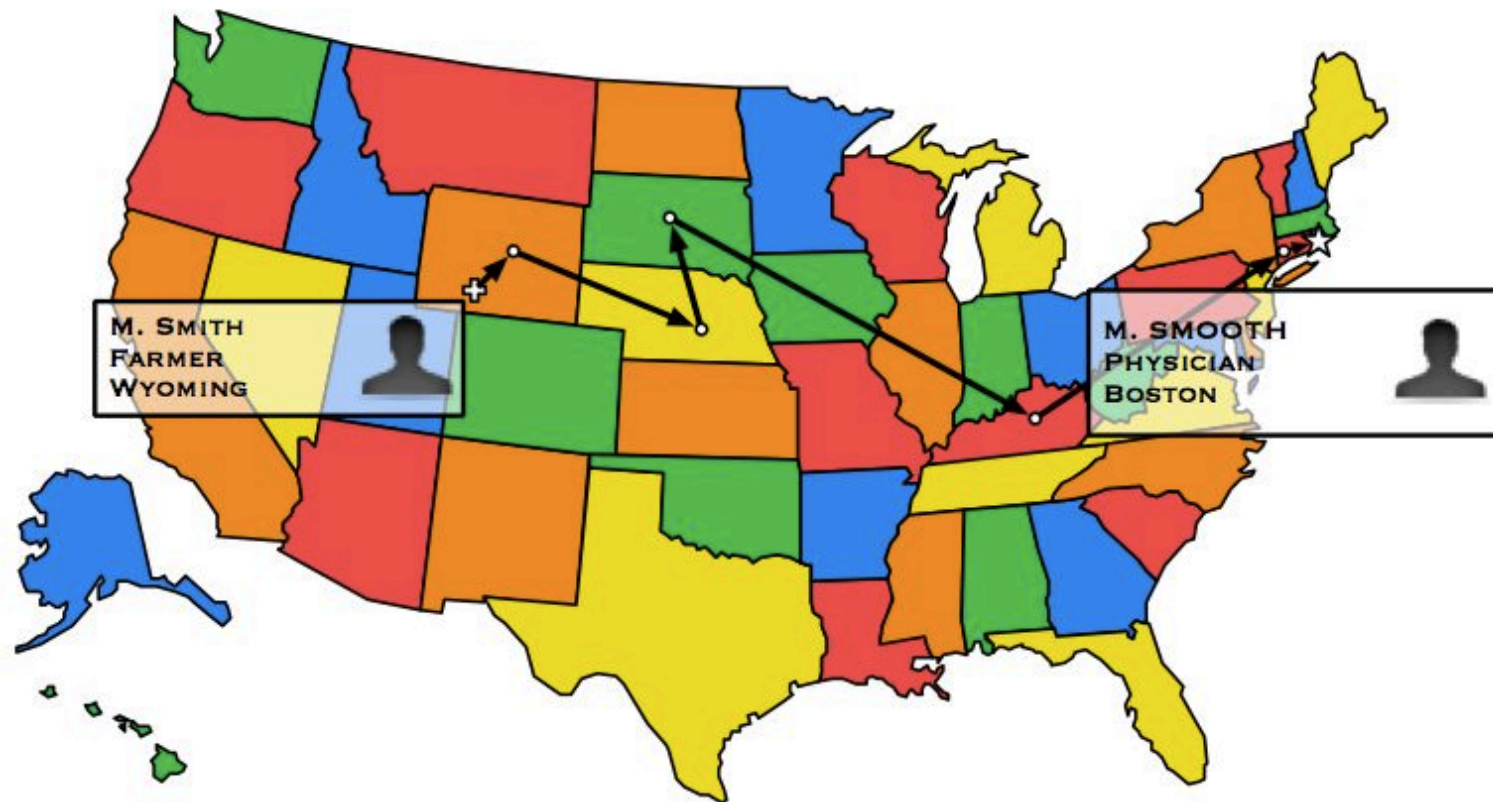 M. SMITH
FARMER
WYOMING
M. SMOOTH
PHYSICIAN
BOSTON